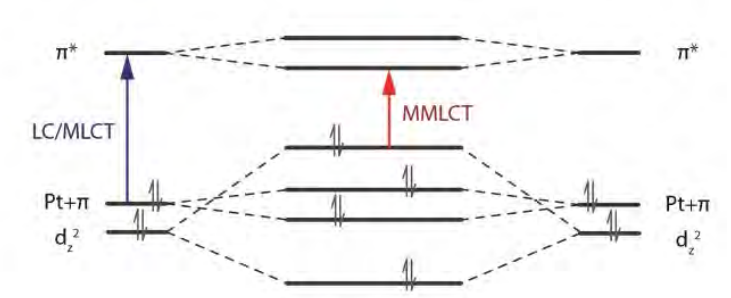 π*
π*
LC/MLCT
MMLCT
Pt+π
Pt+π
dz²
dz²